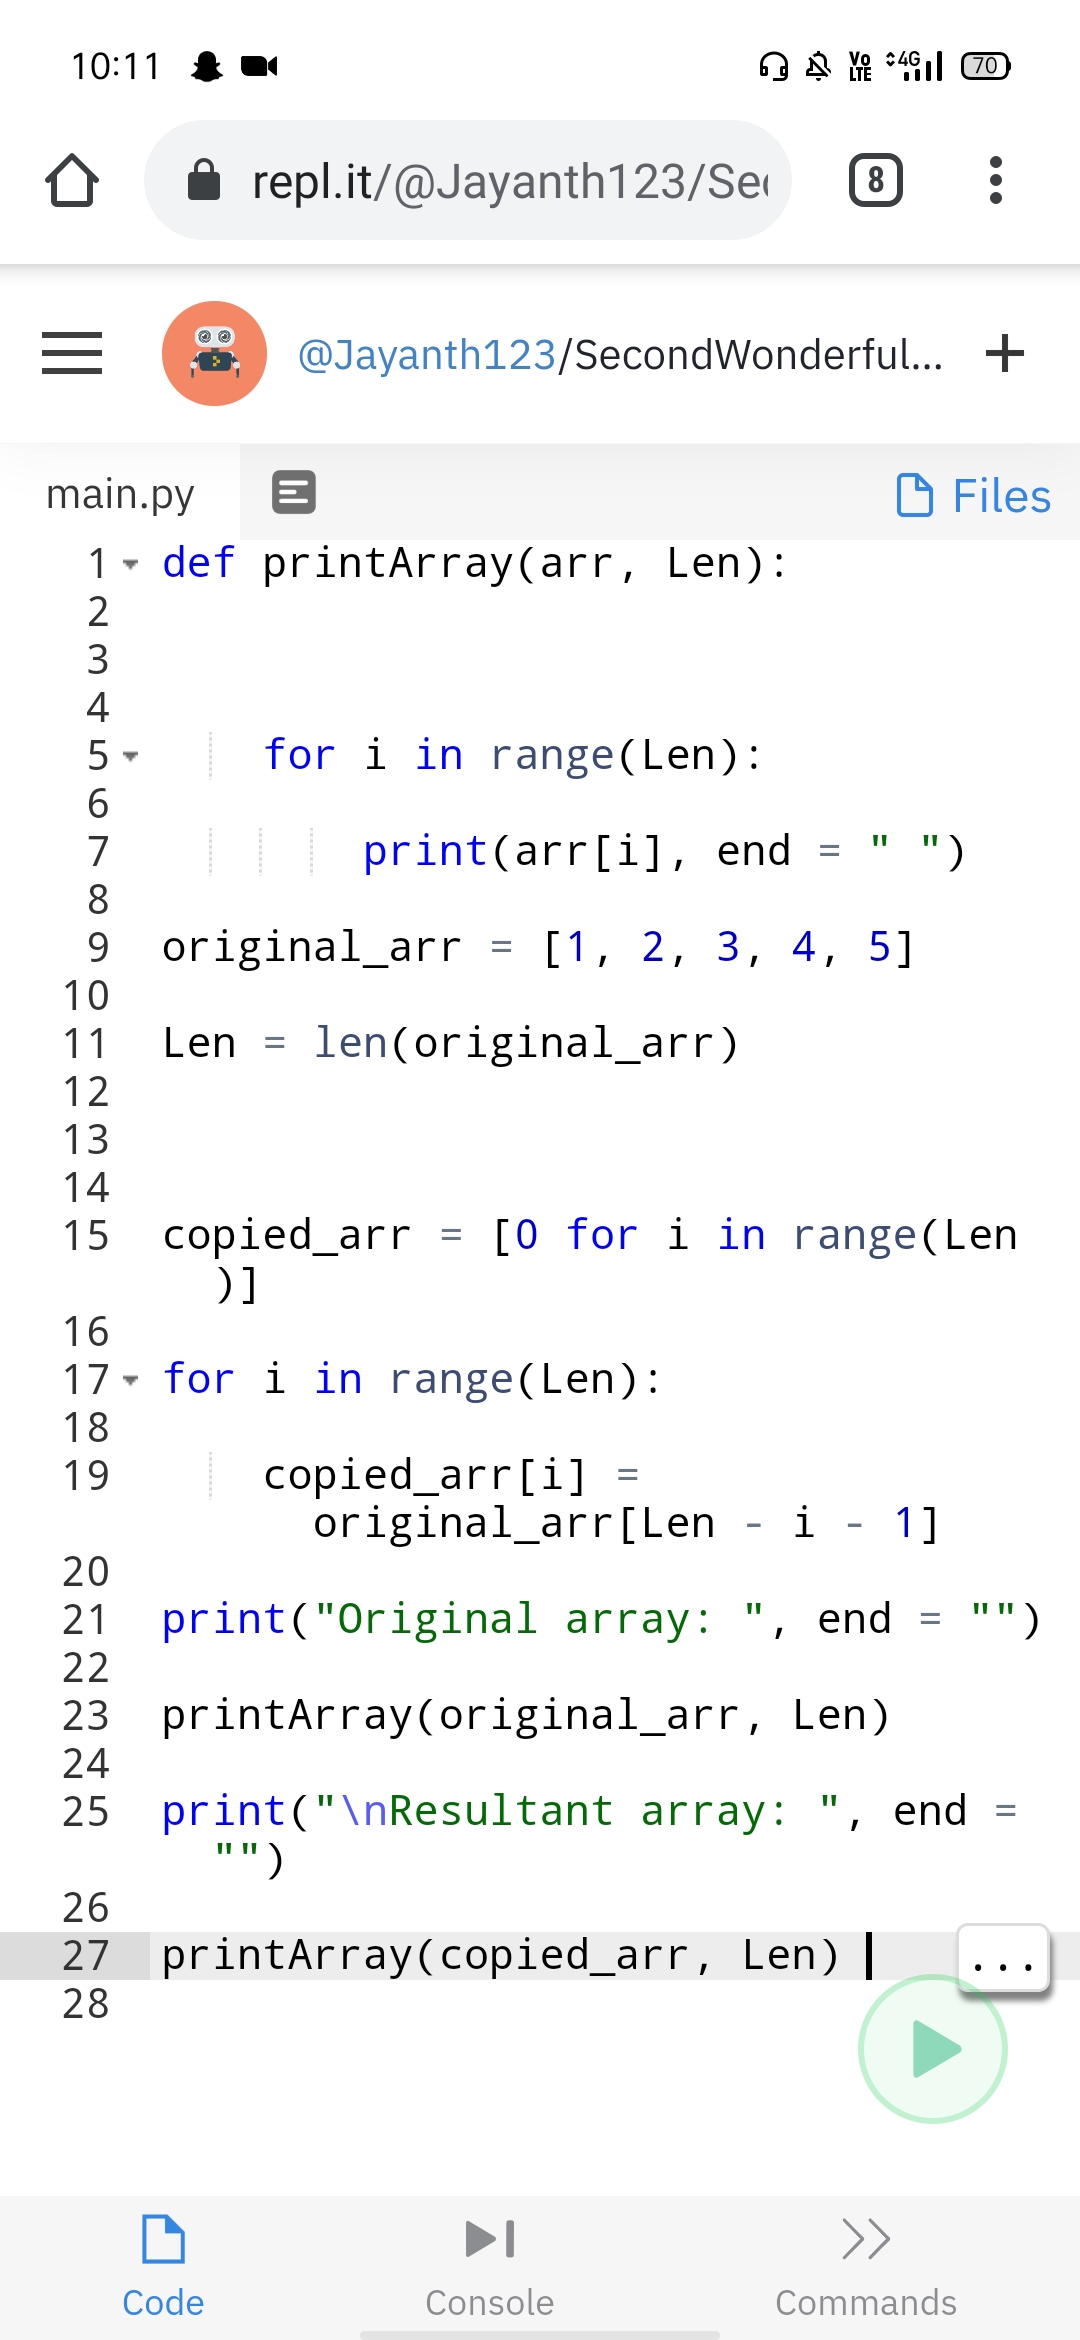 10:11 Vo LTE 4G 70
repl.it/@Jayanth123/Sec 8
@Jayanth123/SecondWonderful... +
main.py Files
1 def printArray(arr, Len):
2
3
4
5 for i in range(Len):
6
7 print(arr[i], end = " ")
8
9 original_arr = [1, 2, 3, 4, 5]
10
11 Len = len(original_arr)
12
13
14
15 copied_arr = [0 for i in range(Len
)]
16
17 for i in range(Len):
18
19 copied_arr[i] =
original_arr[Len - i - 1]
20
21 print("Original array: ", end = "")
22
23 printArray(original_arr, Len)
24
25 print("\nResultant array: ", end =
"")
26
27 printArray(copied_arr, Len) ...
28
Code Console Commands